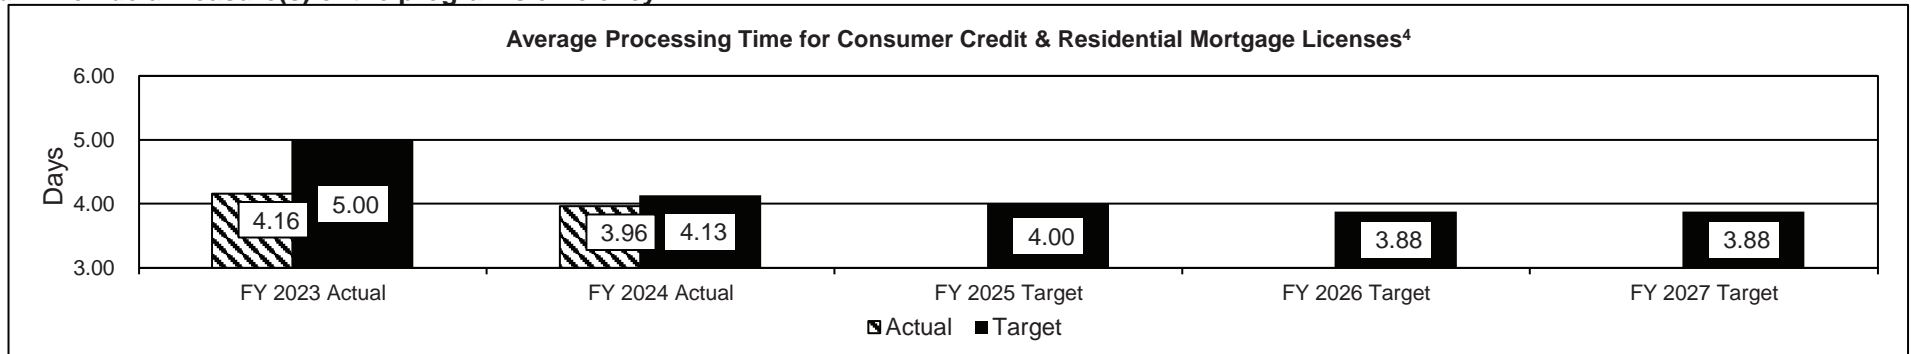 Average Processing Time for Consumer Credit & Residential Mortgage Licenses⁴
6.00
5.00
4.00
3.00
Days
4.16
5.00
3.96
4.13
4.00
3.88
3.88
FY 2023 Actual
FY 2024 Actual
FY 2025 Target
FY 2026 Target
FY 2027 Target
Actual Target